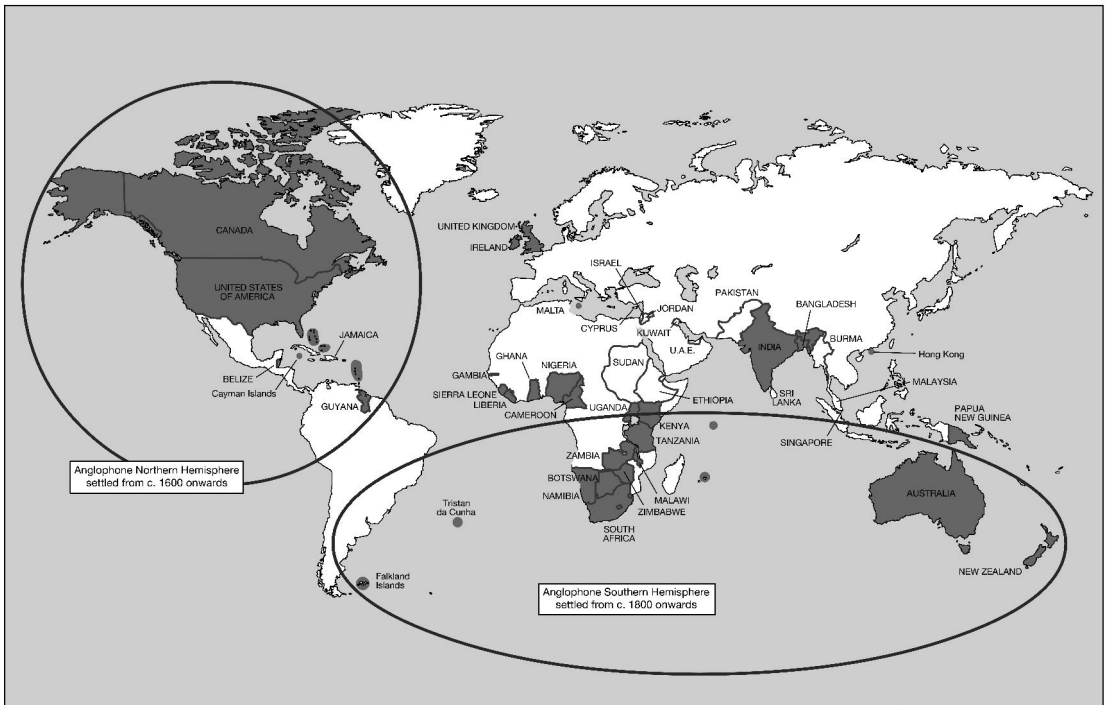 CANADA
UNITED STATES
OF AMERICA
JAMAICA
BELIZE
Cayman Islands
GUYANA
Anglophone Northern Hemisphere
settled from c. 1600 onwards
UNITED KINGDOM
IRELAND
ISRAEL
MALTA
CYPRUS
JORDAN
KUWAIT
PAKISTAN
BANGLADESH
U.A.E.
INDIA
BURMA
Hong Kong
GHANA
NIGERIA
SUDAN
GAMBIA
SIERRA LEONE
LIBERIA
CAMEROON
UGANDA
ETHIOPIA
SRI
LANKA
MALAYSIA
KENYA
TANZANIA
SINGAPORE
PAPUA
NEW GUINEA
ZAMBIA
BOTSWANA
NAMIBIA
MALAWI
ZIMBABWE
SOUTH
AFRICA
AUSTRALIA
NEW ZEALAND
Tristan
da Cunha
Falkland
Islands
Anglophone Southern Hemisphere
settled from c. 1800 onwards